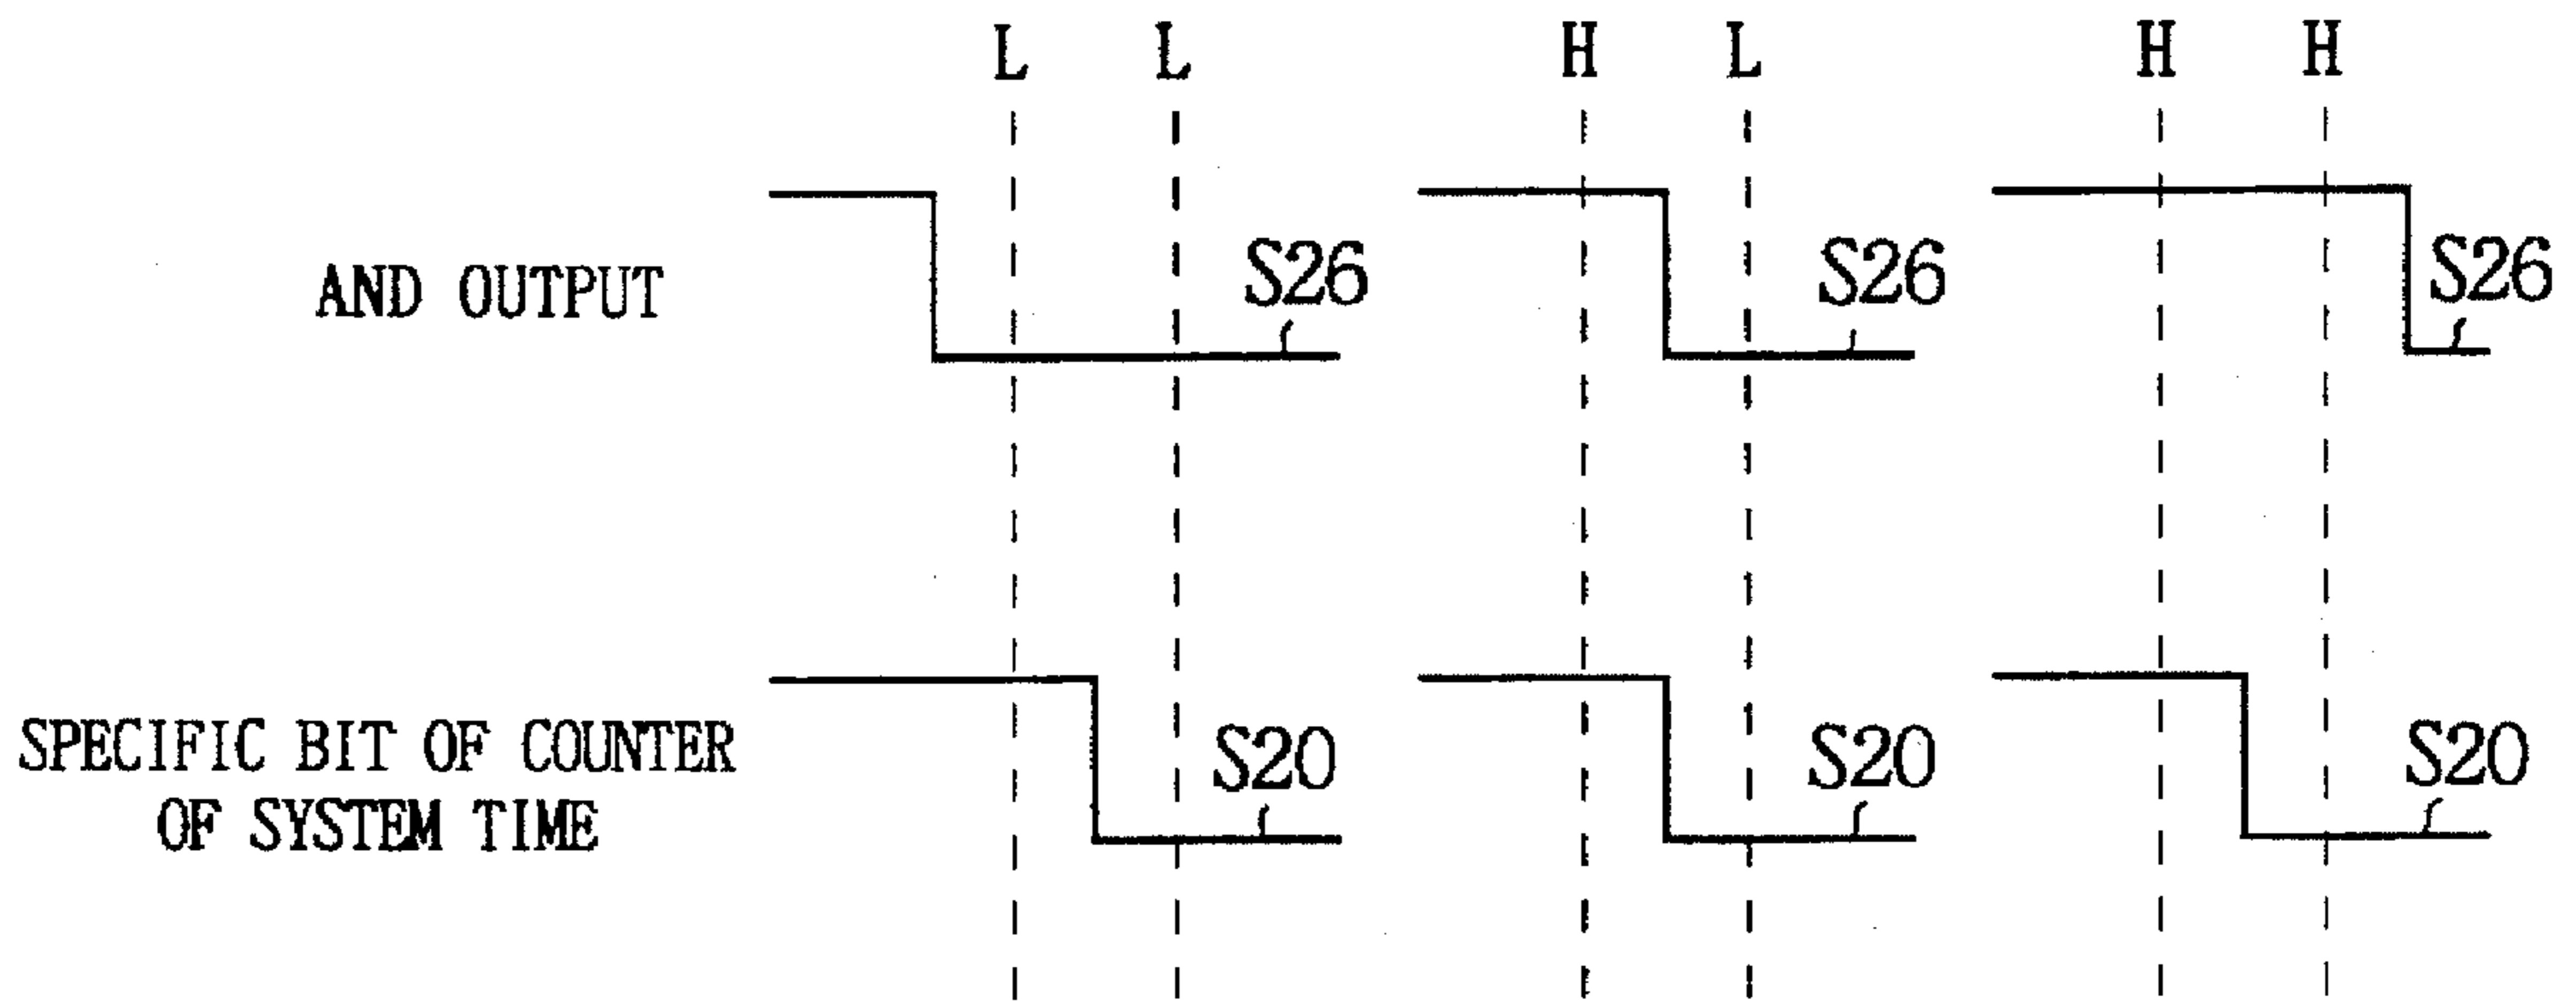 L L H L H H
AND OUTPUT S26 S26 S26
SPECIFIC BIT OF COUNTER
OF SYSTEM TIME
S20 S20 S20